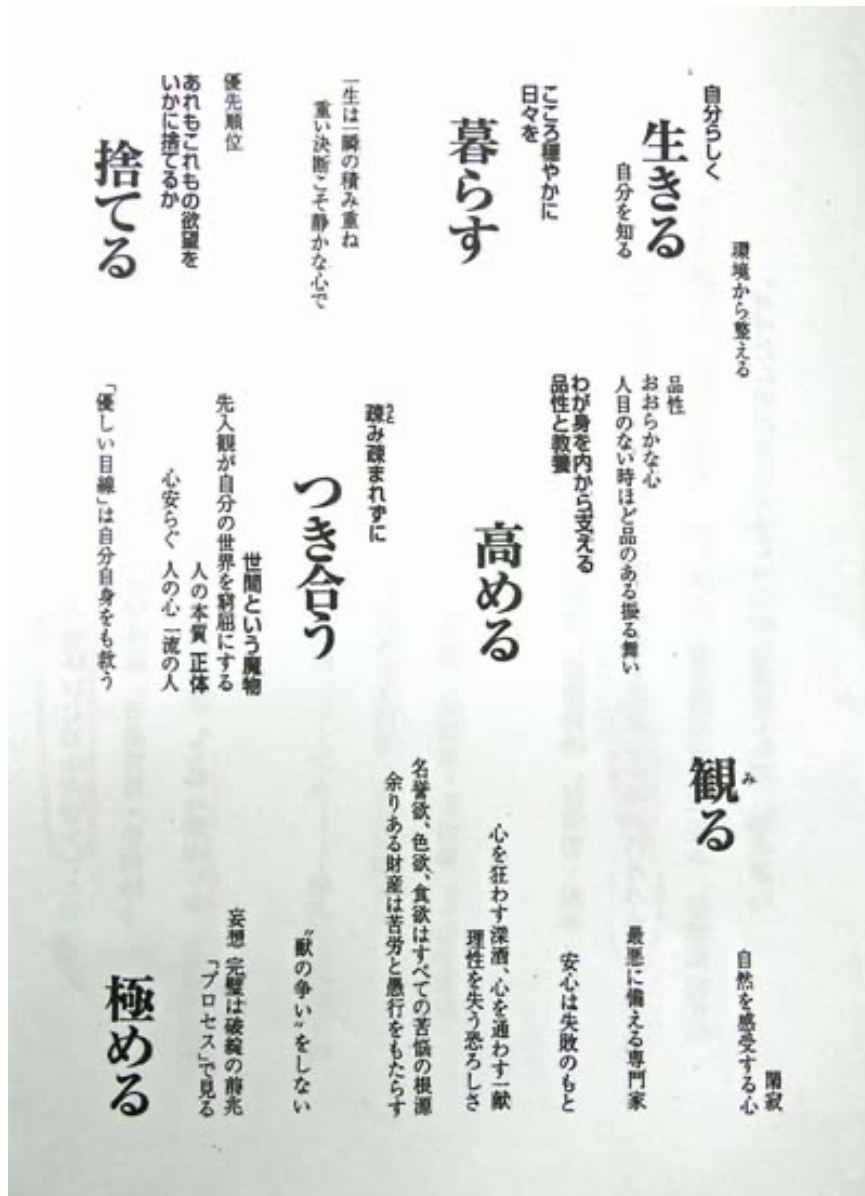 環境から整える
自分らしく
生きる
自分を知る
こころ穏やかに
日々を
暮らす
一生は一瞬の積み重ね
重い決断こそ静かな心で
優先順位
あれもこれもの欲望を
いかに捨てるか
捨てる
品性
おおらかな心
人目のない時ほど品のある振る舞い
わが身を内から支える
品性と教養
高める
疎み疎まれずに
うと
つき合う
世間という魔物
先入観が自分の世界を窮屈にする
人の本質 正体
心安らぐ 人の心 一流の人
「優しい目線」は自分自身をも救う
閑寂
自然を感受する心
観る
み
最悪に備える専門家
安心は失敗のもと
心を狂わす深酒、心を通わす一献
理性を失う恐ろしさ
名誉欲、色欲、食欲はすべての苦悩の根源
余りある財産は苦労と愚行をもたらす
“獣の争い”をしない
妄想 完璧は破綻の前兆
「プロセス」で見る
極める